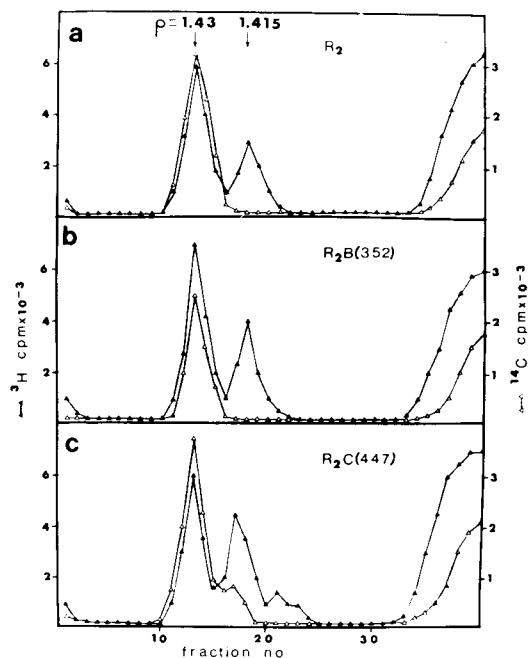 ρ= 1.43 1.415
a R₂
6 4 2
3 2 1
b R₂B(352)
6 4 2
3 2 1
c R₂C(447)
6 4 2
3 2 1
³H cpm x10⁻³
¹⁴C cpm x10⁻³
10 20 30
fraction no